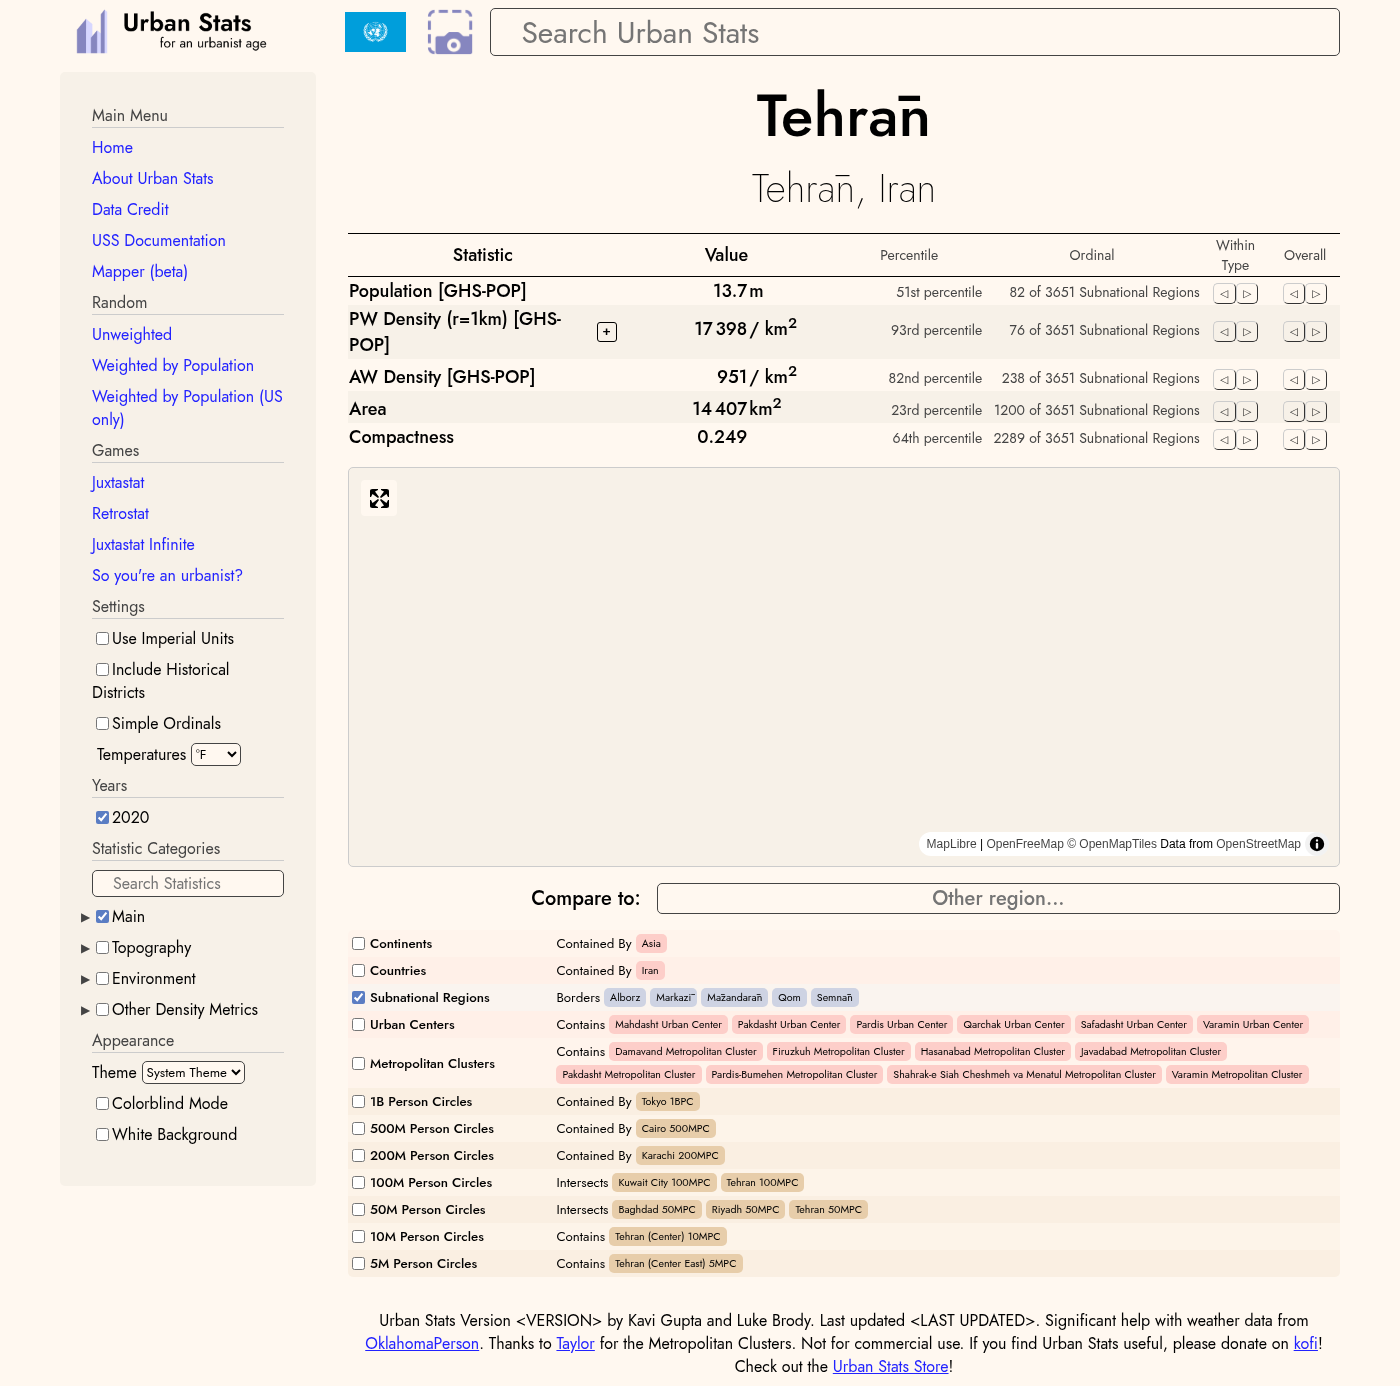 Urban Stats
for an urbanist age
Search Urban Stats
Main Menu
Home
About Urban Stats
Data Credit
USS Documentation
Mapper (beta)
Random
Unweighted
Weighted by Population
Weighted by Population (US
only)
Games
Juxtastat
Retrostat
Juxtastat Infinite
So you're an urbanist?
Settings
Use Imperial Units
Include Historical
Districts
Simple Ordinals
Temperatures °F
Years
2020
Statistic Categories
Search Statistics
Main
Topography
Environment
Other Density Metrics
Appearance
Theme System Theme
Colorblind Mode
White Background
Tehrān
Tehrān, Iran
Statistic Value Percentile Ordinal Within Type Overall
Population [GHS-POP] 13.7 m 51st percentile 82 of 3651 Subnational Regions
PW Density (r=1km) [GHS-
POP] + 17 398 / km² 93rd percentile 76 of 3651 Subnational Regions
AW Density [GHS-POP] 951 / km² 82nd percentile 238 of 3651 Subnational Regions
Area 14 407 km² 23rd percentile 1200 of 3651 Subnational Regions
Compactness 0.249 64th percentile 2289 of 3651 Subnational Regions
MapLibre | OpenFreeMap © OpenMapTiles Data from OpenStreetMap
Compare to: Other region...
Continents Contained By Asia
Countries Contained By Iran
Subnational Regions Borders Alborz Markazī Māzandarān Qom Semnān
Urban Centers Contains Mahdasht Urban Center Pakdasht Urban Center Pardis Urban Center Qarchak Urban Center Safadasht Urban Center Varamin Urban Center
Metropolitan Clusters Contains Damavand Metropolitan Cluster Firuzkuh Metropolitan Cluster Hasanabad Metropolitan Cluster Javadabad Metropolitan Cluster
Pakdasht Metropolitan Cluster Pardis-Bumehen Metropolitan Cluster Shahrak-e Siah Cheshmeh va Menatul Metropolitan Cluster Varamin Metropolitan Cluster
1B Person Circles Contained By Tokyo 1BPC
500M Person Circles Contained By Cairo 500MPC
200M Person Circles Contained By Karachi 200MPC
100M Person Circles Intersects Kuwait City 100MPC Tehran 100MPC
50M Person Circles Intersects Baghdad 50MPC Riyadh 50MPC Tehran 50MPC
10M Person Circles Contains Tehran (Center) 10MPC
5M Person Circles Contains Tehran (Center East) 5MPC
Urban Stats Version <VERSION> by Kavi Gupta and Luke Brody. Last updated <LAST UPDATED>. Significant help with weather data from
OklahomaPerson. Thanks to Taylor for the Metropolitan Clusters. Not for commercial use. If you find Urban Stats useful, please donate on kofi!
Check out the Urban Stats Store!